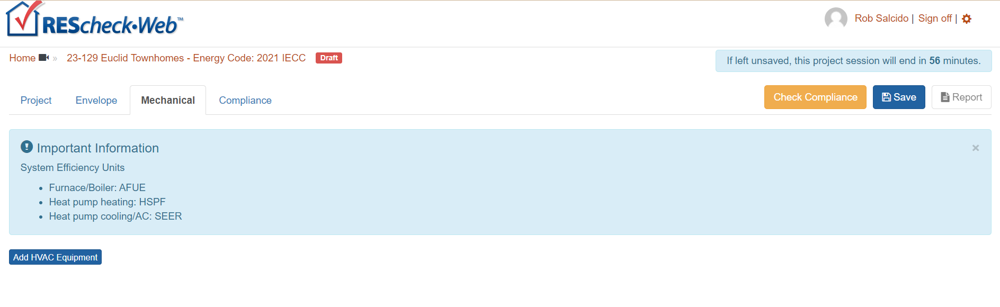 REScheck-Web™
Rob Salcido | Sign off |
Home » 23-129 Euclid Townhomes - Energy Code: 2021 IECC Draft
If left unsaved, this project session will end in 56 minutes.
Project Envelope Mechanical Compliance
Check Compliance Save Report
Important Information ×
System Efficiency Units
• Furnace/Boiler: AFUE
• Heat pump heating: HSPF
• Heat pump cooling/AC: SEER
Add HVAC Equipment